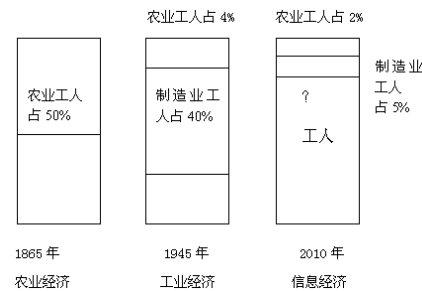 农业工人占 4%
农业工人占 2%
农业工人
占 50%
制造业工
人占 40%
?
工人
制造业
工人
占 5%
1865 年
1945 年
2010 年
农业经济
工业经济
信息经济